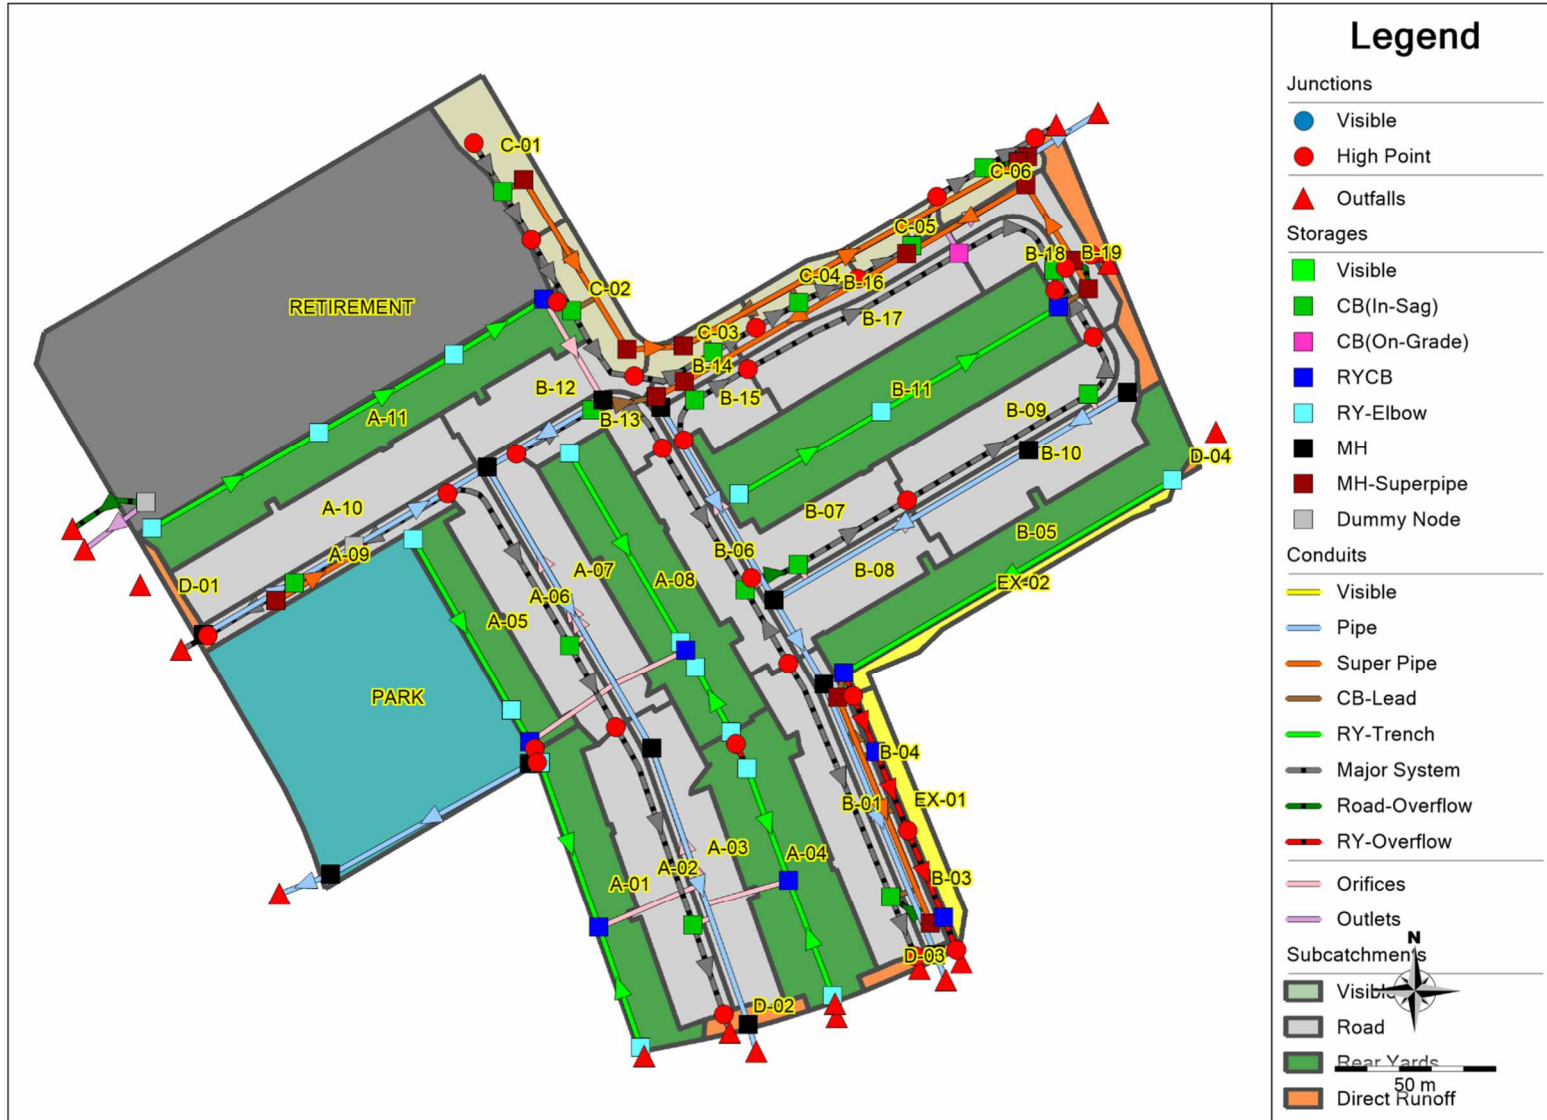 Legend
Junctions
Visible
High Point
Outfalls
Storages
Visible
CB(In-Sag)
CB(On-Grade)
RYCB
RY-Elbow
MH
MH-Superpipe
Dummy Node
Conduits
Visible
Pipe
Super Pipe
CB-Lead
RY-Trench
Major System
Road-Overflow
RY-Overflow
Orifices
Outlets
Subcatchments
Visible
Road
Rear Yards
Direct Runoff
N
50 m
C-01
C-06
C-05
B-18
B-19
C-02
C-04
B-16
RETIREMENT
B-17
C-03
B-14
B-12
B-15
B-11
A-11
B-13
B-09
B-10
D-04
A-10
B-07
B-05
A-09
B-06
A-07
A-08
B-08
D-01
EX-02
A-06
A-05
PARK
B-04
EX-01
B-01
A-03
A-04
A-02
A-01
B-03
D-03
D-02